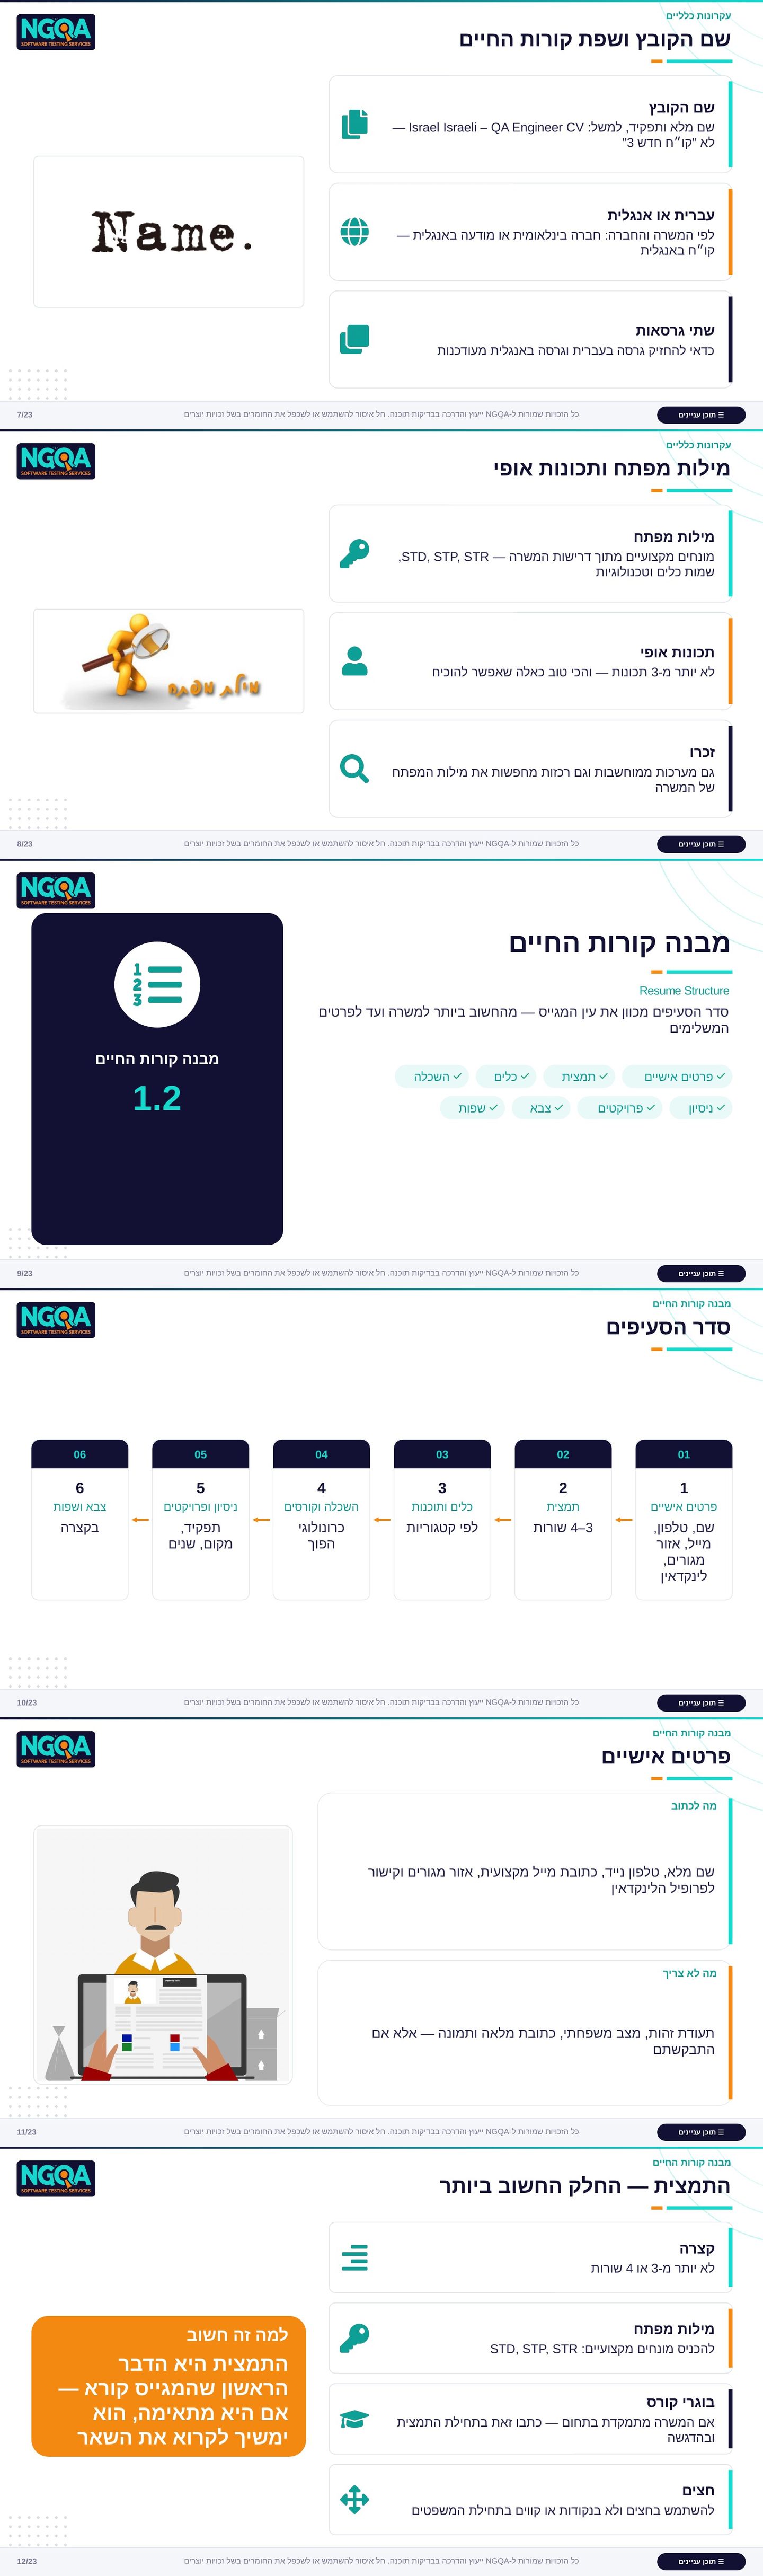 עקרונות כלליים
שם הקובץ ושפת קורות החיים
NGQA
SOFTWARE TESTING SERVICES
שם הקובץ
שם מלא ותפקיד, למשל: Israel Israeli – QA Engineer CV —
לא "קו״ח חדש 3"
עברית או אנגלית
לפי המשרה והחברה: חברה בינלאומית או מודעה באנגלית —
קו״ח באנגלית
שתי גרסאות
כדאי להחזיק גרסה בעברית וגרסה באנגלית מעודכנות
Name.
☰ תוכן עניינים
כל הזכויות שמורות ל-NGQA ייעוץ והדרכה בבדיקות תוכנה. חל איסור להשתמש או לשכפל את החומרים בשל זכויות יוצרים
7/23
עקרונות כלליים
מילות מפתח ותכונות אופי
NGQA
SOFTWARE TESTING SERVICES
מילות מפתח
מונחים מקצועיים מתוך דרישות המשרה — STD, STP, STR,
שמות כלים וטכנולוגיות
תכונות אופי
לא יותר מ-3 תכונות — והכי טוב כאלה שאפשר להוכיח
זכרו
גם מערכות ממוחשבות וגם רכזות מחפשות את מילות המפתח
של המשרה
מילת מפתח
☰ תוכן עניינים
כל הזכויות שמורות ל-NGQA ייעוץ והדרכה בבדיקות תוכנה. חל איסור להשתמש או לשכפל את החומרים בשל זכויות יוצרים
8/23
NGQA
SOFTWARE TESTING SERVICES
מבנה קורות החיים
Resume Structure
סדר הסעיפים מכוון את עין המגייס — מהחשוב ביותר למשרה ועד לפרטים
המשלימים
✓ פרטים אישיים ✓ תמצית ✓ כלים ✓ השכלה
✓ ניסיון ✓ פרויקטים ✓ צבא ✓ שפות
1
2
3
מבנה קורות החיים
1.2
☰ תוכן עניינים
כל הזכויות שמורות ל-NGQA ייעוץ והדרכה בבדיקות תוכנה. חל איסור להשתמש או לשכפל את החומרים בשל זכויות יוצרים
9/23
מבנה קורות החיים
סדר הסעיפים
NGQA
SOFTWARE TESTING SERVICES
01
1
פרטים אישיים
שם, טלפון,
מייל, אזור
מגורים,
לינקדאין
02
2
תמצית
3–4 שורות
03
3
כלים ותוכנות
לפי קטגוריות
04
4
השכלה וקורסים
כרונולוגי
הפוך
05
5
ניסיון ופרויקטים
תפקיד,
מקום, שנים
06
6
צבא ושפות
בקצרה
☰ תוכן עניינים
כל הזכויות שמורות ל-NGQA ייעוץ והדרכה בבדיקות תוכנה. חל איסור להשתמש או לשכפל את החומרים בשל זכויות יוצרים
10/23
מבנה קורות החיים
פרטים אישיים
NGQA
SOFTWARE TESTING SERVICES
מה לכתוב
שם מלא, טלפון נייד, כתובת מייל מקצועית, אזור מגורים וקישור
לפרופיל הלינקדאין
מה לא צריך
תעודת זהות, מצב משפחתי, כתובת מלאה ותמונה — אלא אם
התבקשתם
☰ תוכן עניינים
כל הזכויות שמורות ל-NGQA ייעוץ והדרכה בבדיקות תוכנה. חל איסור להשתמש או לשכפל את החומרים בשל זכויות יוצרים
11/23
מבנה קורות החיים
התמצית — החלק החשוב ביותר
NGQA
SOFTWARE TESTING SERVICES
קצרה
לא יותר מ-3 או 4 שורות
מילות מפתח
להכניס מונחים מקצועיים: STD, STP, STR
בוגרי קורס
אם המשרה מתמקדת בתחום — כתבו זאת בתחילת התמצית
ובהדגשה
חצים
להשתמש בחצים ולא בנקודות או קווים בתחילת המשפטים
למה זה חשוב
התמצית היא הדבר
הראשון שהמגייס קורא —
אם היא מתאימה, הוא
ימשיך לקרוא את השאר
☰ תוכן עניינים
כל הזכויות שמורות ל-NGQA ייעוץ והדרכה בבדיקות תוכנה. חל איסור להשתמש או לשכפל את החומרים בשל זכויות יוצרים
12/23